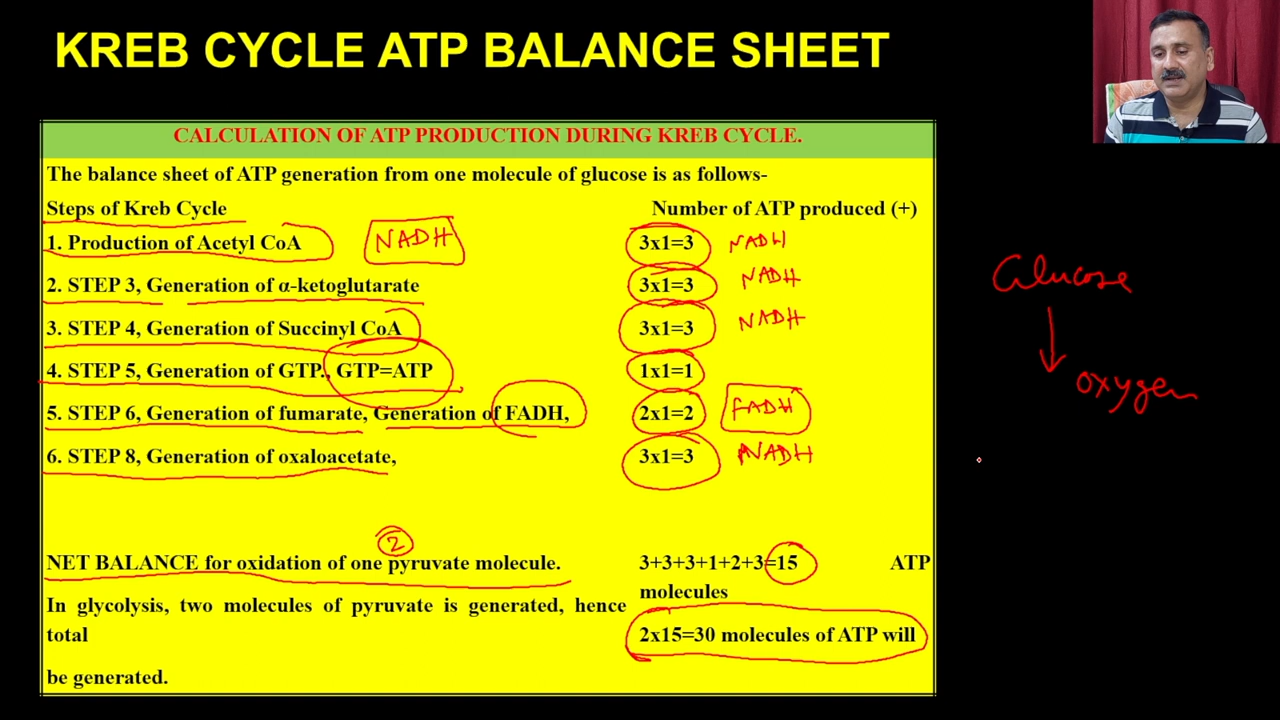 KREB CYCLE ATP BALANCE SHEET
CALCULATION OF ATP PRODUCTION DURING KREB CYCLE.
The balance sheet of ATP generation from one molecule of glucose is as follows-
Steps of Kreb Cycle Number of ATP produced (+)
1. Production of Acetyl CoA NADH 3x1=3 NADH
2. STEP 3, Generation of α-ketoglutarate 3x1=3 NADH
3. STEP 4, Generation of Succinyl CoA 3x1=3 NADH
4. STEP 5, Generation of GTP., GTP=ATP 1x1=1
5. STEP 6, Generation of fumarate, Generation of FADH, 2x1=2 FADH
6. STEP 8, Generation of oxaloacetate, 3x1=3 NADH
2
NET BALANCE for oxidation of one pyruvate molecule. 3+3+3+1+2+3=15 ATP
molecules
In glycolysis, two molecules of pyruvate is generated, hence
total 2x15=30 molecules of ATP will
be generated.
Glucose
oxygen